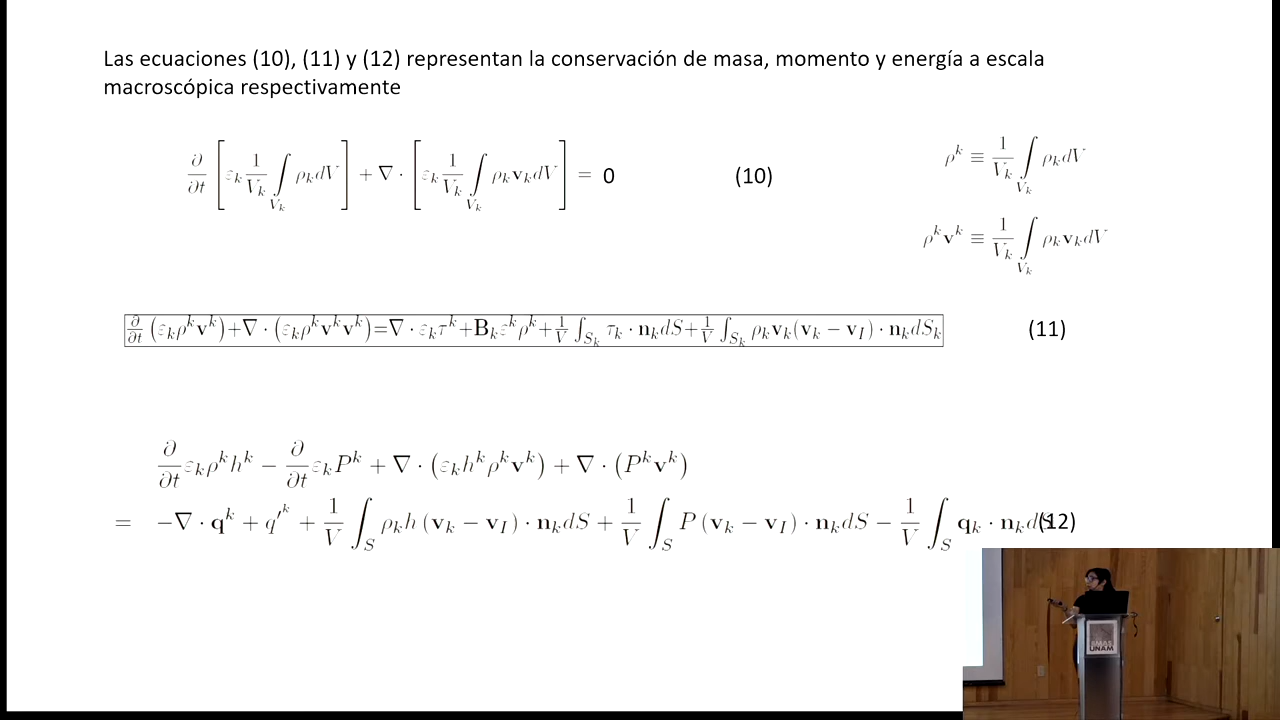 Las ecuaciones (10), (11) y (12) representan la conservación de masa, momento y energía a escala
macroscópica respectivamente
∂/∂t [ε_k 1/V_k ∫_{V_k} ρ_k dV] + ∇ · [ε_k 1/V_k ∫_{V_k} ρ_k v_k dV] = 0 (10)
ρ^k ≡ 1/V_k ∫_{V_k} ρ_k dV
ρ^k v^k ≡ 1/V_k ∫_{V_k} ρ_k v_k dV
∂/∂t (ε_k ρ^k v^k) + ∇ · (ε_k ρ^k v^k v^k) = ∇ · ε_k τ^k + B_k ε^k ρ^k + 1/V ∫_{S_k} τ_k · n_k dS + 1/V ∫_{S_k} ρ_k v_k (v_k − v_I) · n_k dS_k (11)
∂/∂t ε_k ρ^k h^k − ∂/∂t ε_k P^k + ∇ · (ε_k h^k ρ^k v^k) + ∇ · (P^k v^k)
= −∇ · q^k + q'^k + 1/V ∫_S ρ_k h (v_k − v_I) · n_k dS + 1/V ∫_S P (v_k − v_I) · n_k dS − 1/V ∫_S q_k · n_k dS (12)
UNAM